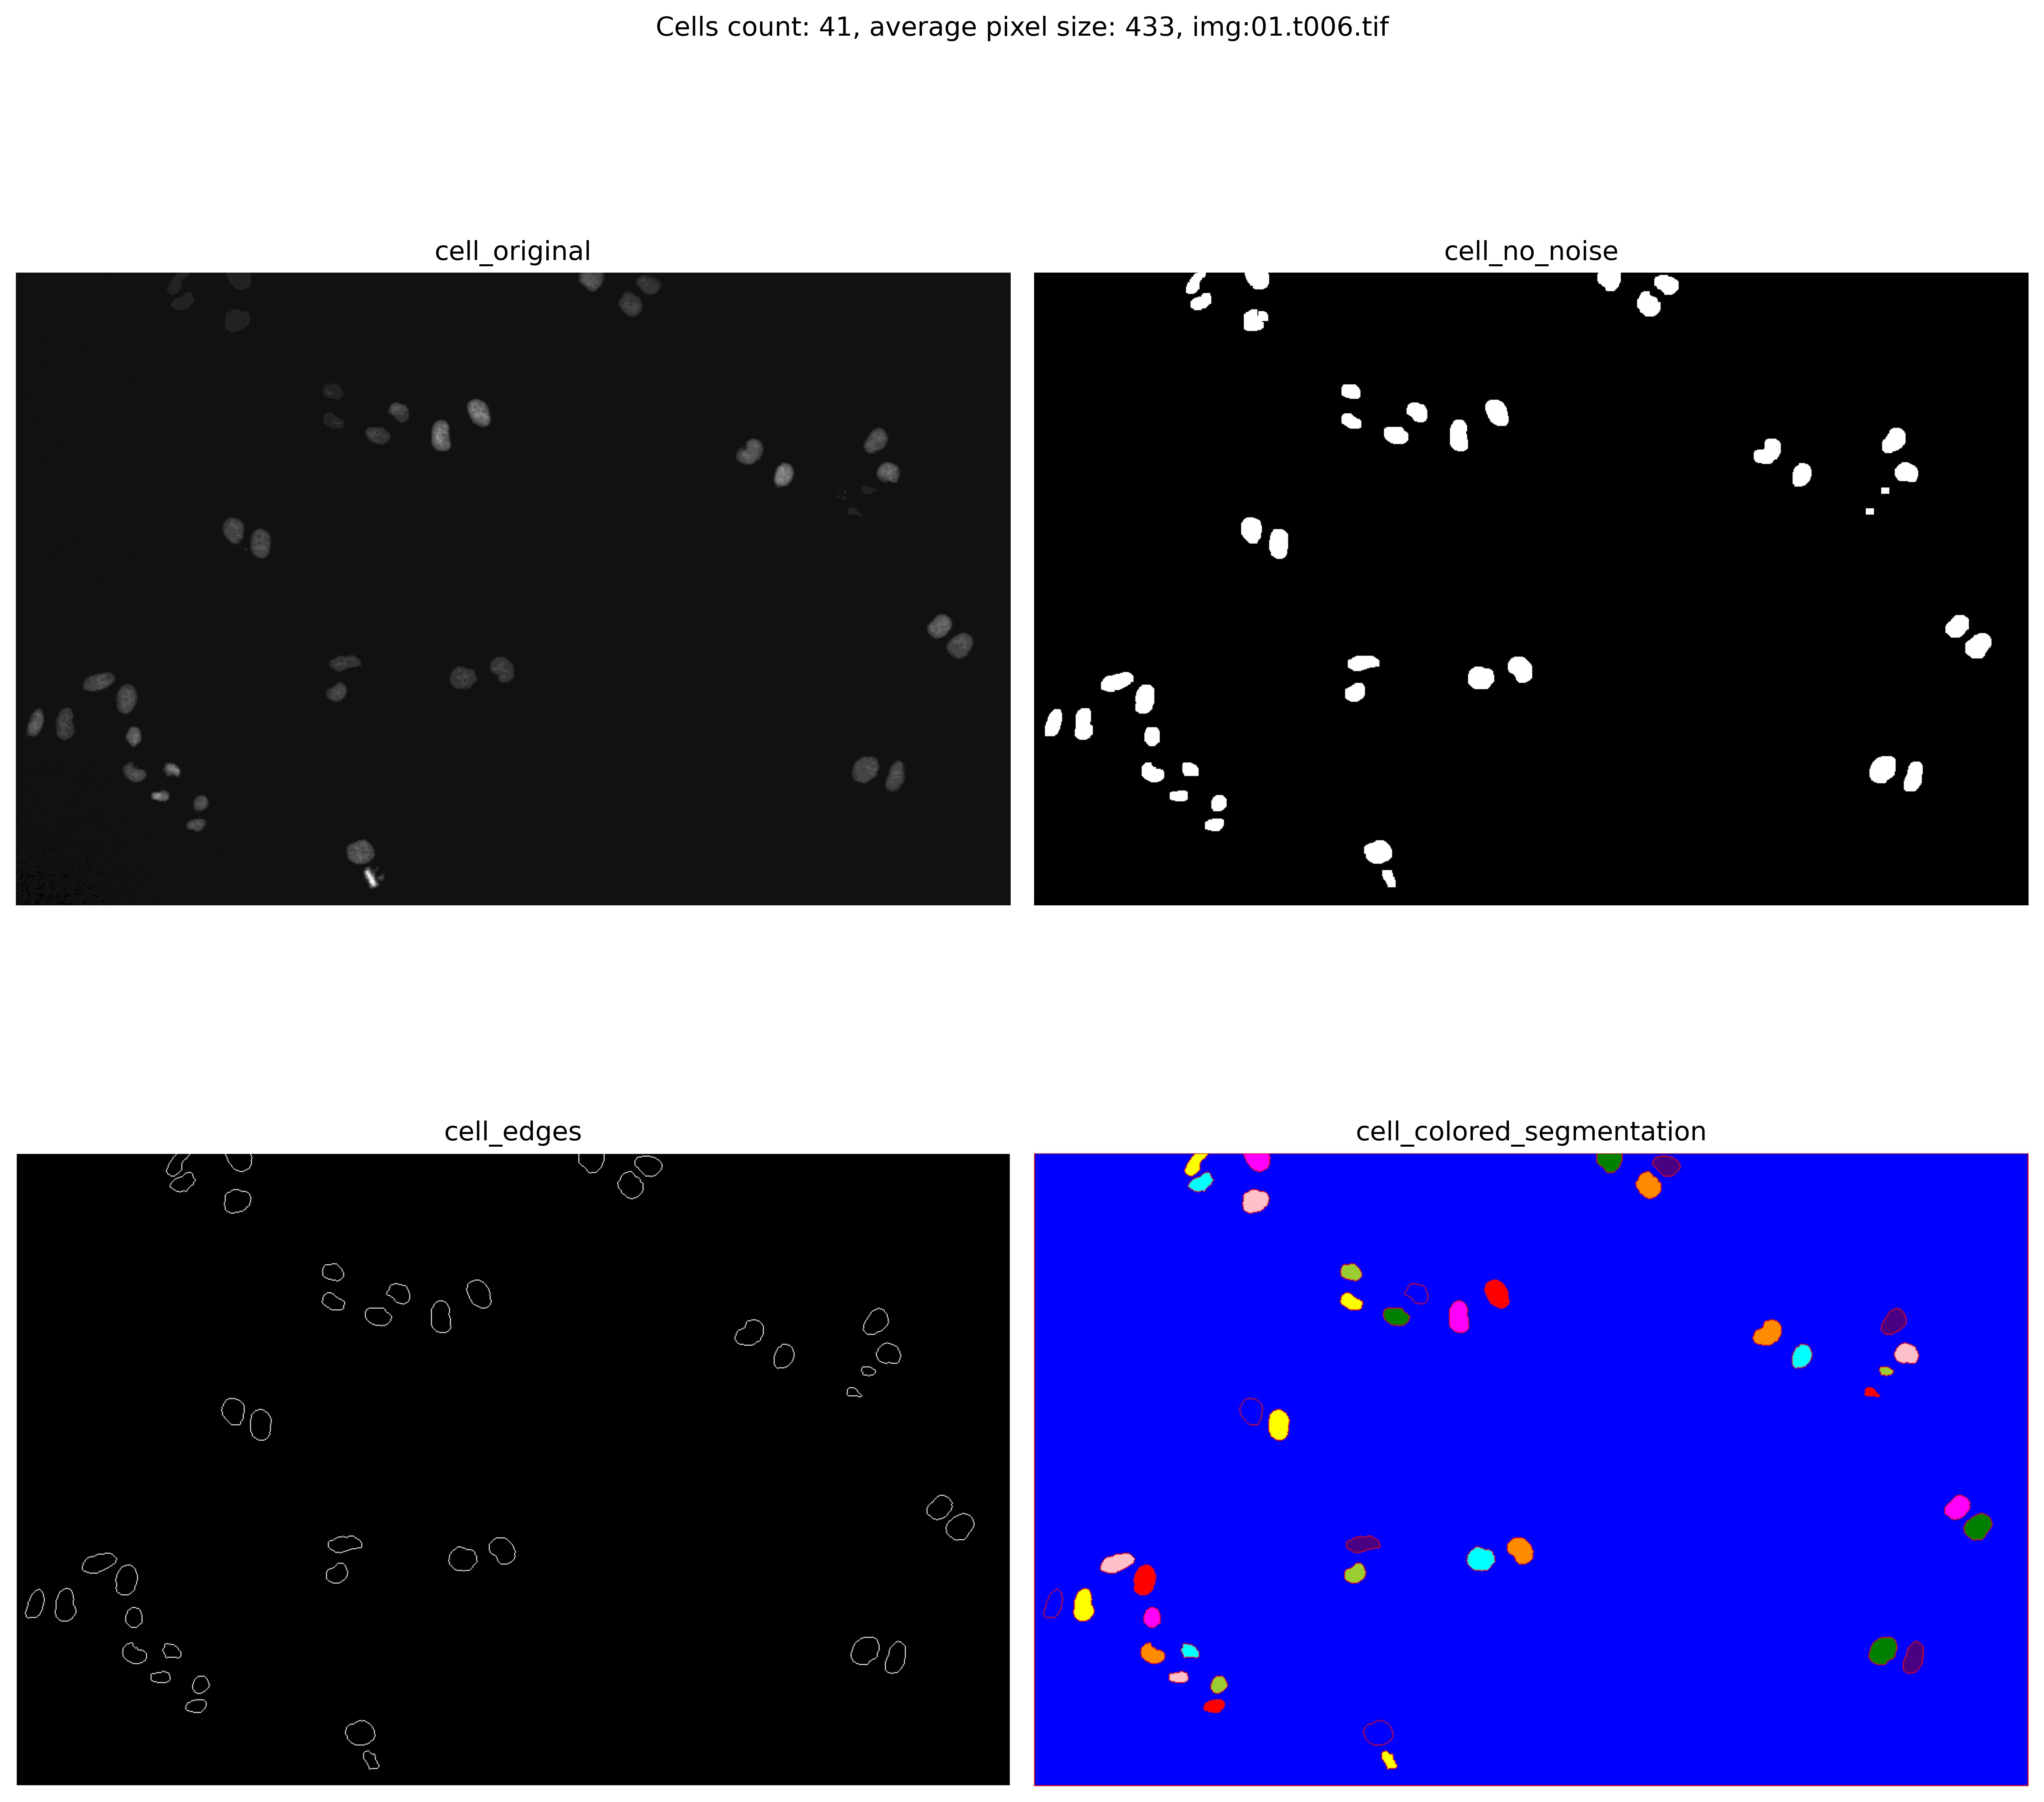 Cells count: 41, average pixel size: 433, img:01.t006.tif
cell_original
cell_no_noise
cell_edges
cell_colored_segmentation